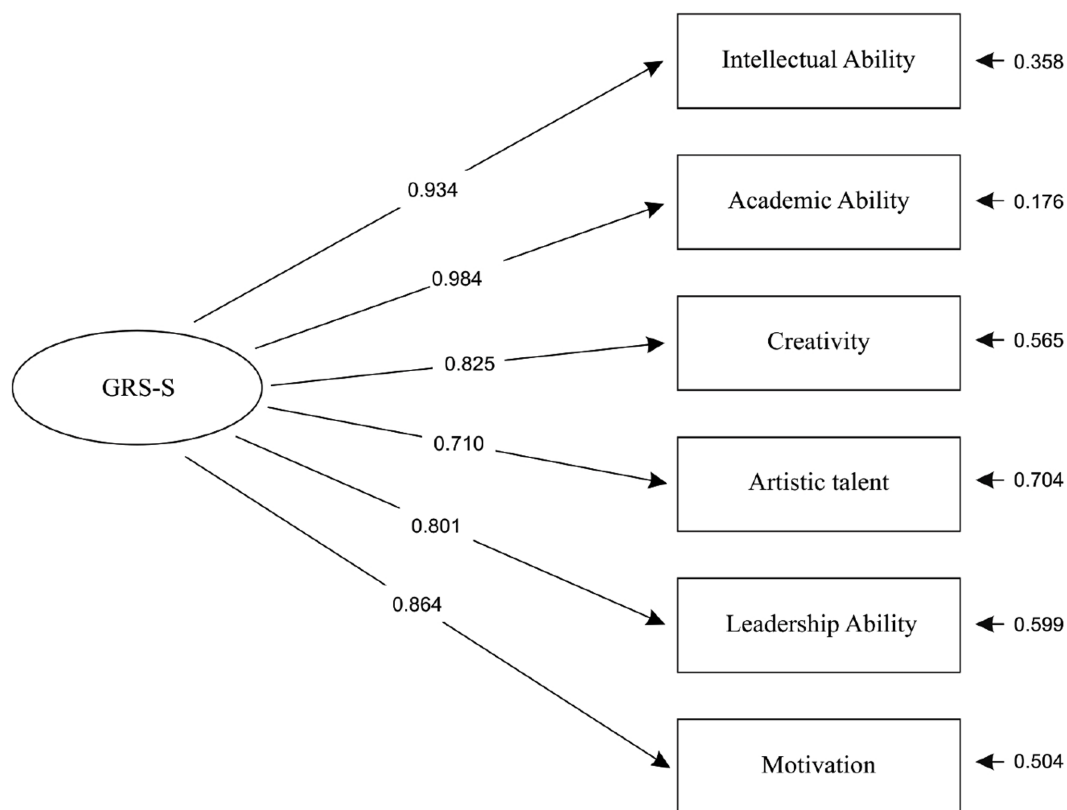 Intellectual Ability
0.358
0.934
Academic Ability
0.176
0.984
Creativity
0.565
0.825
GRS-S
0.710
Artistic talent
0.704
0.801
Leadership Ability
0.599
0.864
Motivation
0.504